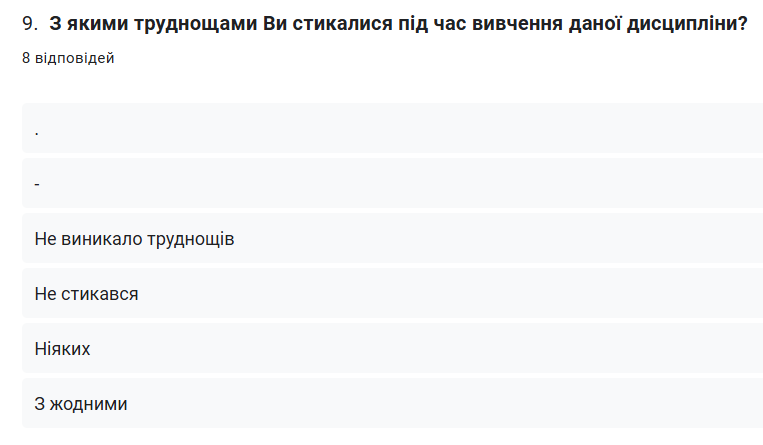 9. З якими труднощами Ви стикалися під час вивчення даної дисципліни?
8 відповідей
.
-
Не виникало труднощів
Не стикався
Ніяких
З жодними